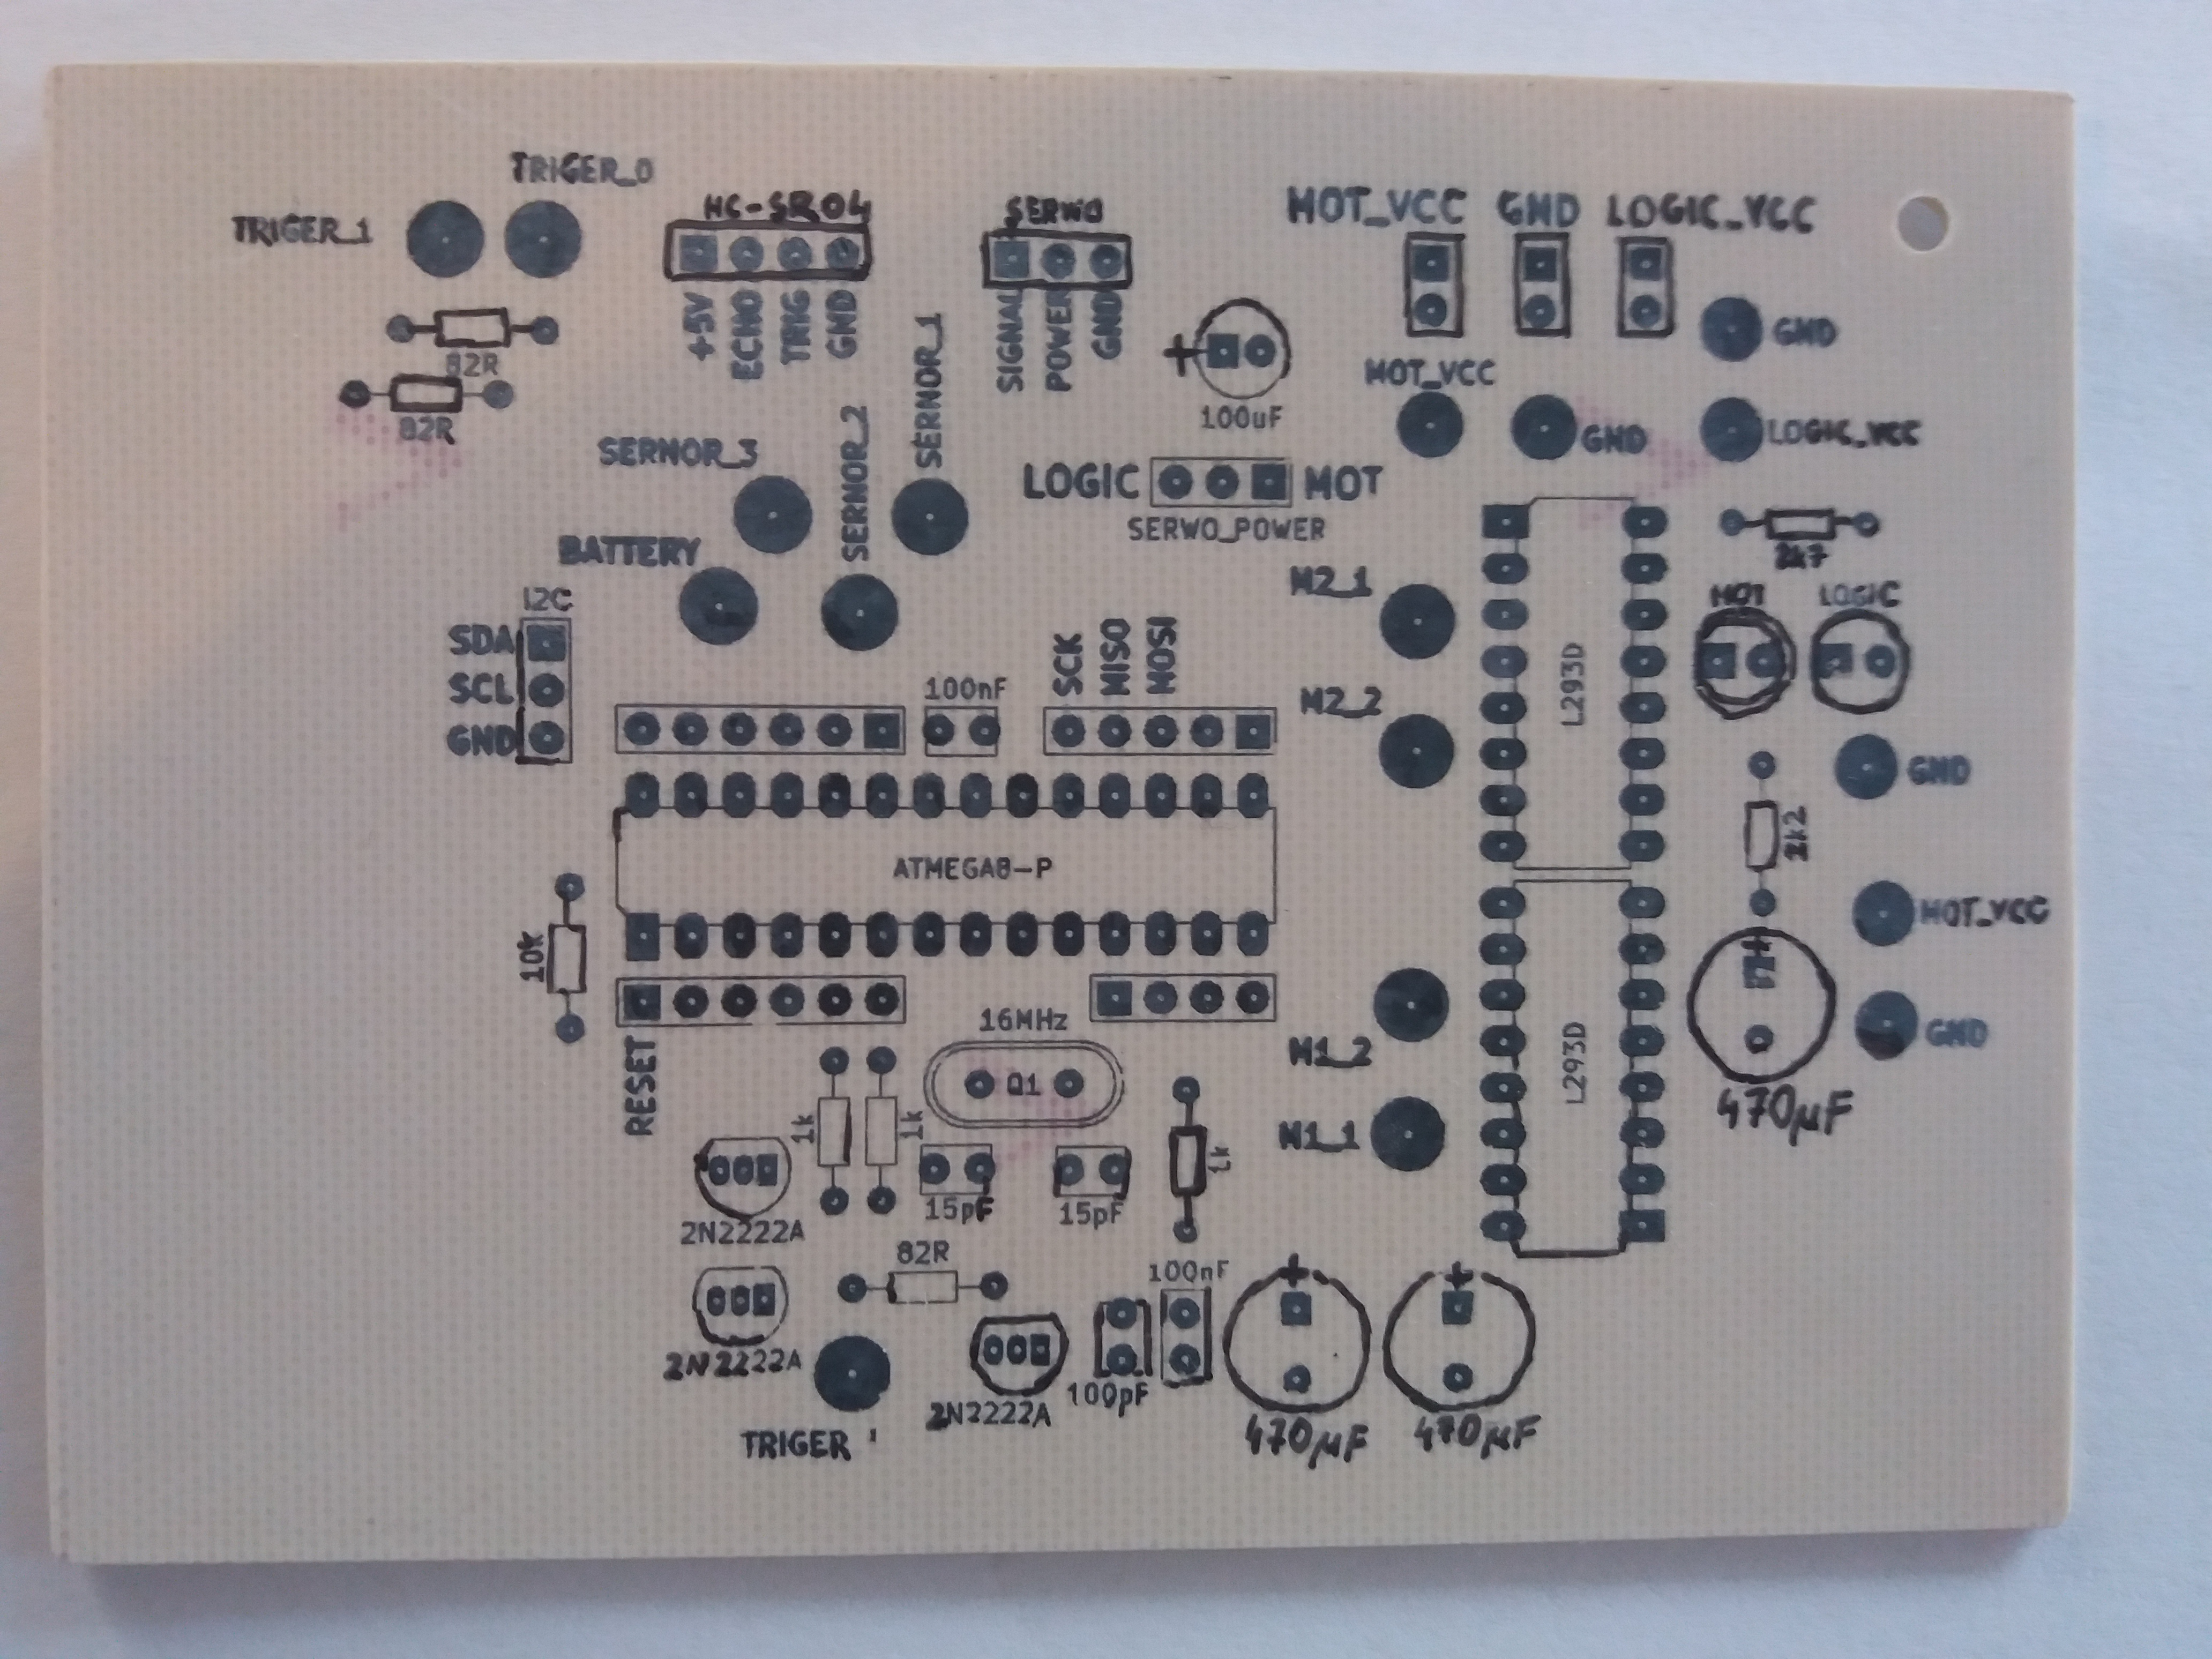 TRIGER_0
TRIGER_1
HC-SR04
SERWO
MOT_VCC
GND
LOGIC_VCC
+5V
ECHO
TRIG
GND
SIGNAL
POWER
GND
+
100uF
GND
MOT_VCC
GND
LOGIC_VCC
82R
82R
SERNOR_3
SERNOR_2
SERNOR_1
LOGIC
MOT
SERWO_POWER
BATTERY
2k7
M2_1
MOT
LOGIC
I2C
SDA
SCL
GND
100nF
SCK
MISO
MOSI
M2_2
L293D
GND
2k2
ATMEGA8-P
10k
MOT_VCC
+
GND
470µF
RESET
16MHz
Q1
M1_2
L293D
M1_1
1k
1k
1k
15pF
15pF
2N2222A
82R
100nF
+
+
2N2222A
2N2222A
100pF
470µF
470µF
TRIGER